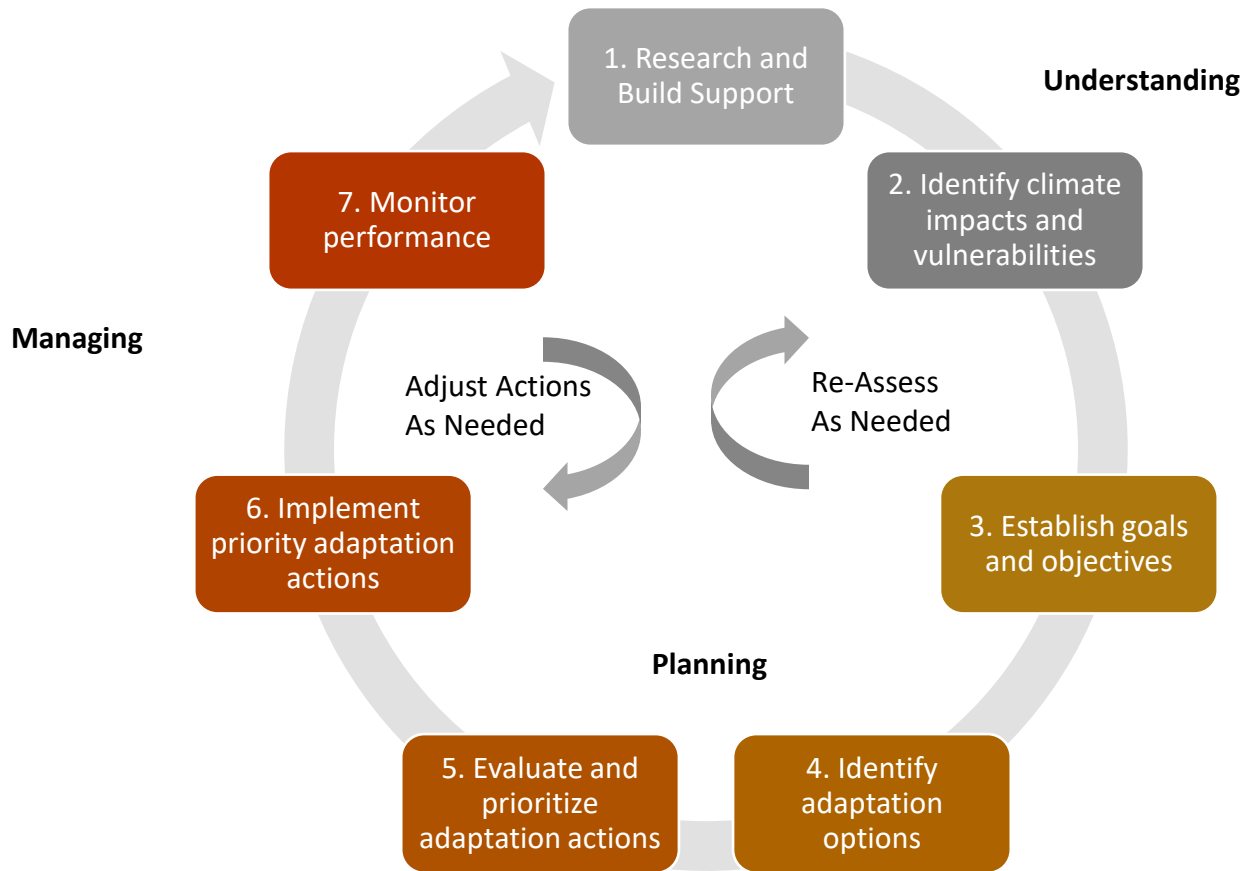 1. Research and
Build Support
Understanding
2. Identify climate
impacts and
vulnerabilities
7. Monitor
performance
Managing
Adjust Actions
As Needed
Re-Assess
As Needed
6. Implement
priority adaptation
actions
3. Establish goals
and objectives
Planning
5. Evaluate and
prioritize
adaptation actions
4. Identify
adaptation
options